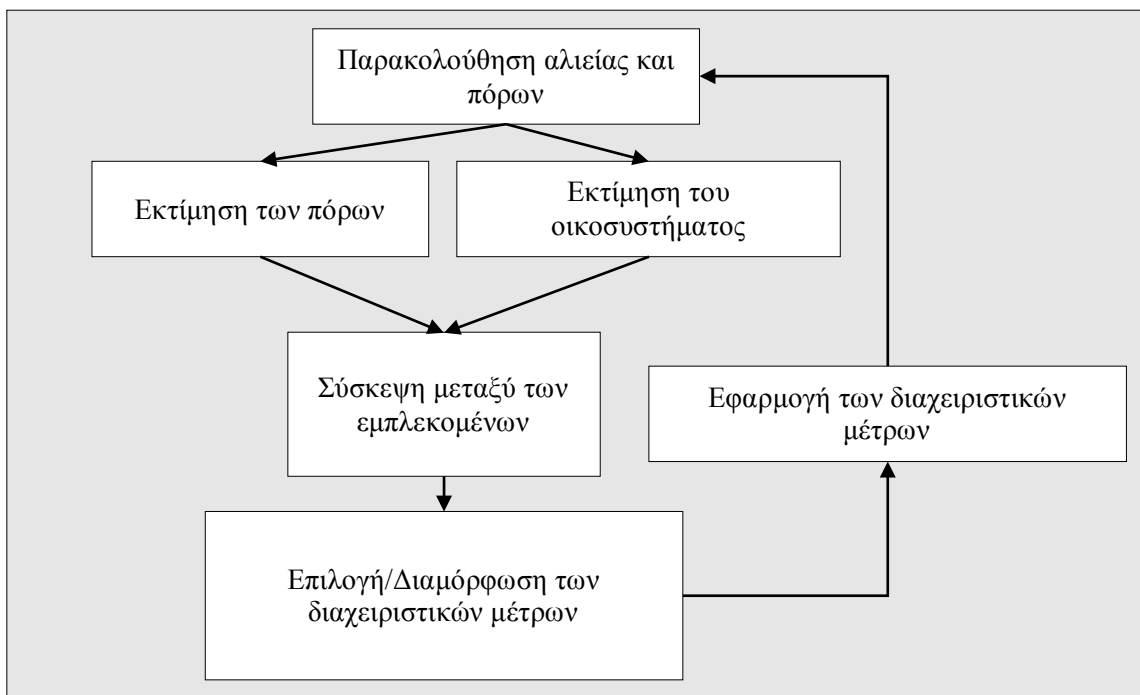 Παρακολούθηση αλιείας και
πόρων
Εκτίμηση των πόρων
Εκτίμηση του
οικοσυστήματος
Σύσκεψη μεταξύ των
εμπλεκομένων
Εφαρμογή των διαχειριστικών
μέτρων
Επιλογή/Διαμόρφωση των
διαχειριστικών μέτρων